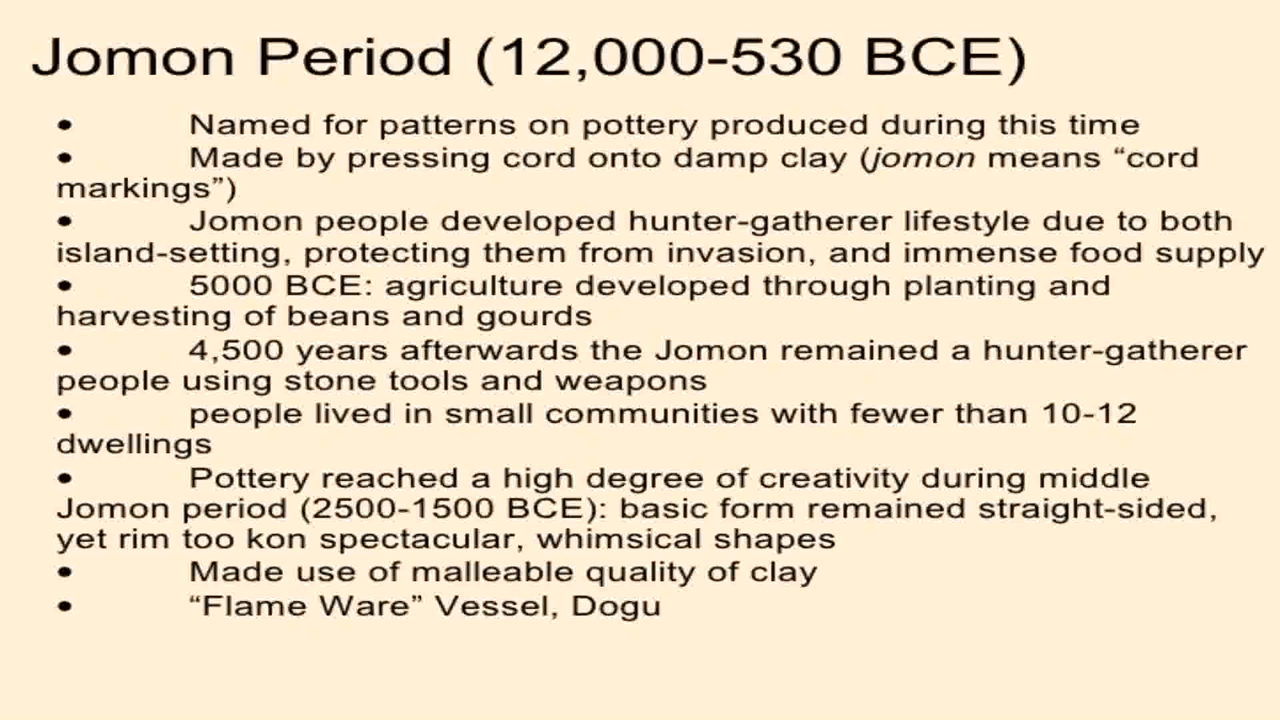 Jomon Period (12,000-530 BCE)
• Named for patterns on pottery produced during this time
• Made by pressing cord onto damp clay (jomon means “cord
markings”)
• Jomon people developed hunter-gatherer lifestyle due to both
island-setting, protecting them from invasion, and immense food supply
• 5000 BCE: agriculture developed through planting and
harvesting of beans and gourds
• 4,500 years afterwards the Jomon remained a hunter-gatherer
people using stone tools and weapons
• people lived in small communities with fewer than 10-12
dwellings
• Pottery reached a high degree of creativity during middle
Jomon period (2500-1500 BCE): basic form remained straight-sided,
yet rim too kon spectacular, whimsical shapes
• Made use of malleable quality of clay
• “Flame Ware” Vessel, Dogu